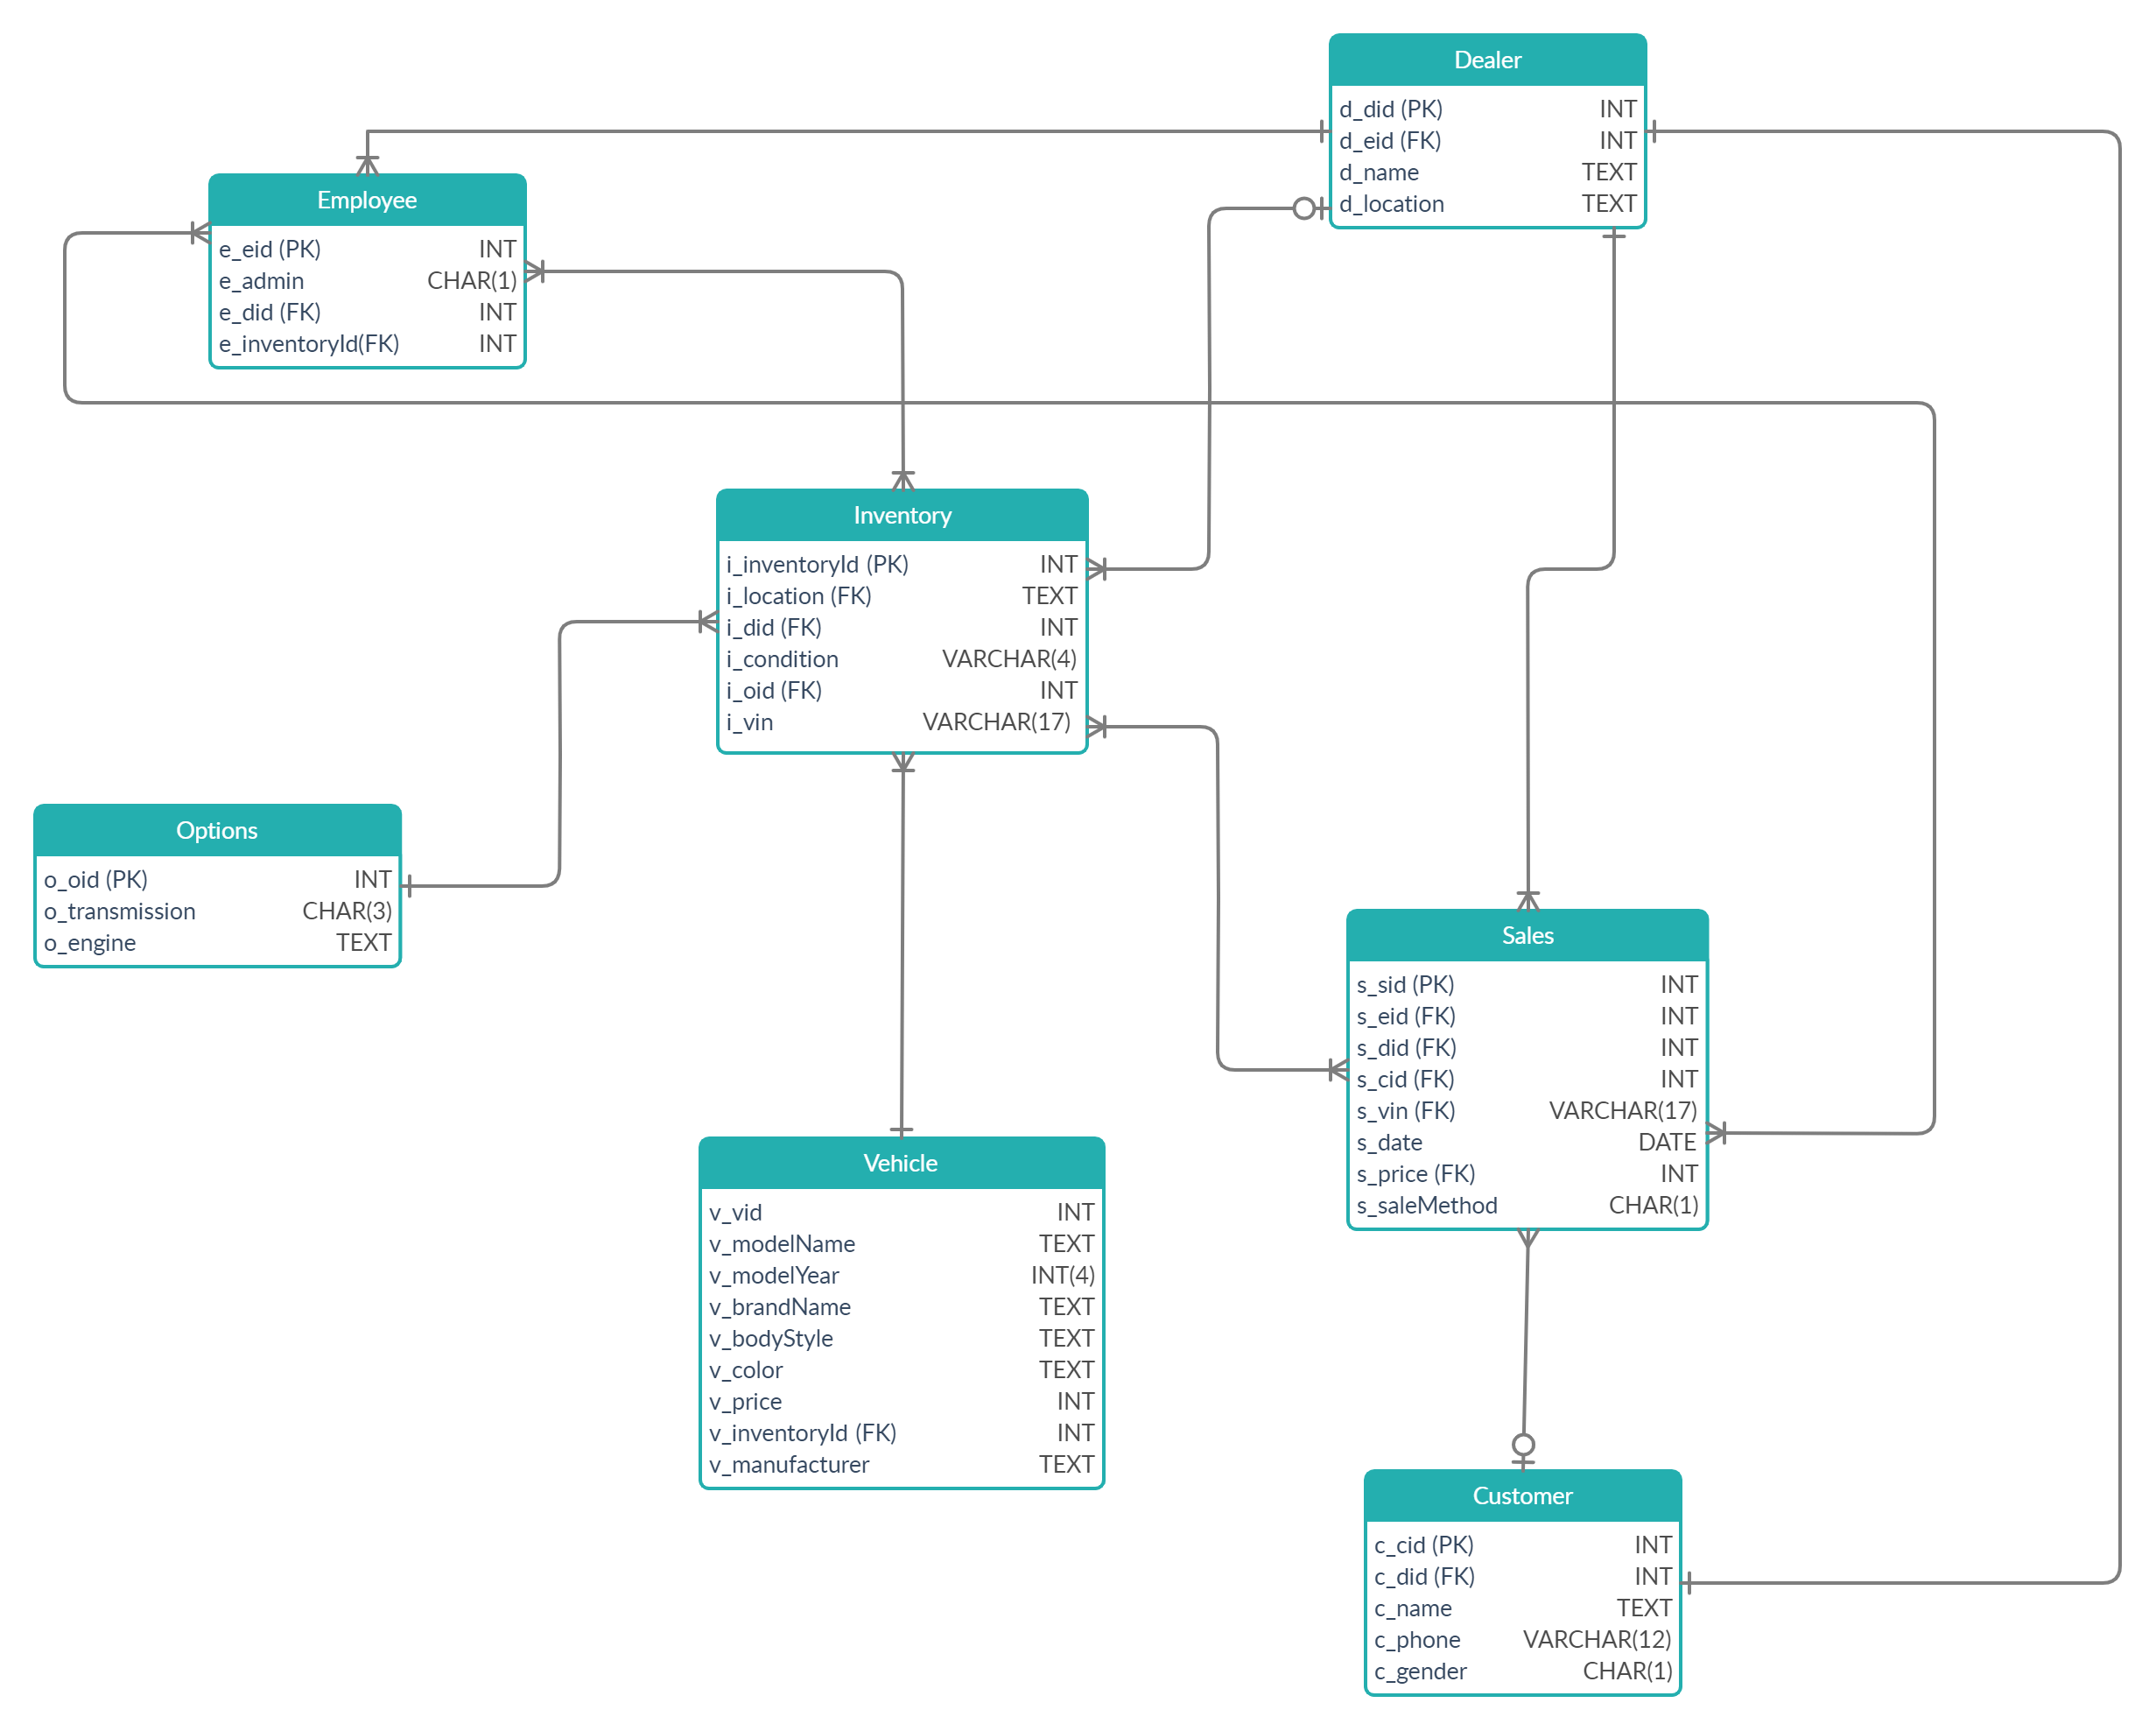 Dealer
d_did (PK) INT
d_eid (FK) INT
d_name TEXT
d_location TEXT
Employee
e_eid (PK) INT
e_admin CHAR(1)
e_did (FK) INT
e_inventoryId(FK) INT
Inventory
i_inventoryId (PK) INT
i_location (FK) TEXT
i_did (FK) INT
i_condition VARCHAR(4)
i_oid (FK) INT
i_vin VARCHAR(17)
Options
o_oid (PK) INT
o_transmission CHAR(3)
o_engine TEXT
Sales
s_sid (PK) INT
s_eid (FK) INT
s_did (FK) INT
s_cid (FK) INT
s_vin (FK) VARCHAR(17)
s_date DATE
s_price (FK) INT
s_saleMethod CHAR(1)
Vehicle
v_vid INT
v_modelName TEXT
v_modelYear INT(4)
v_brandName TEXT
v_bodyStyle TEXT
v_color TEXT
v_price INT
v_inventoryId (FK) INT
v_manufacturer TEXT
Customer
c_cid (PK) INT
c_did (FK) INT
c_name TEXT
c_phone VARCHAR(12)
c_gender CHAR(1)